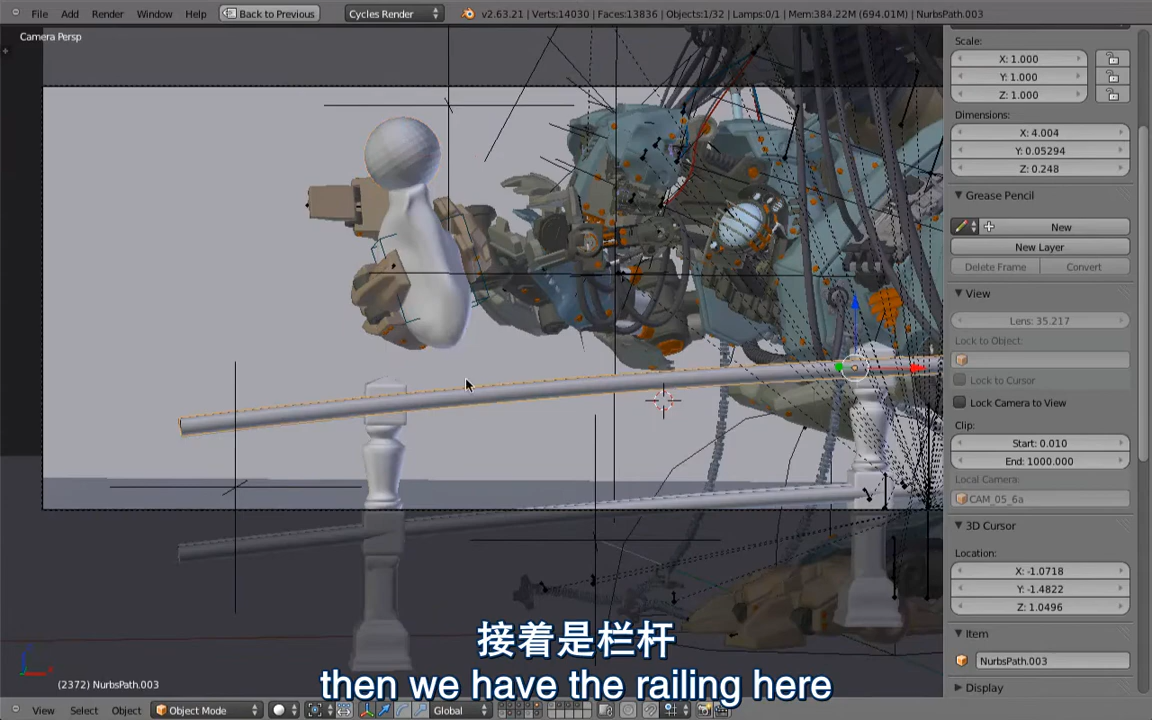 File Add Render Window Help Back to Previous Cycles Render v2.63.21 | Verts:14030 | Faces:13836 | Objects:1/32 | Lamps:0/1 | Mem:384.22M (694.01M) | NurbsPath.003
Camera Persp
Scale:
X: 1.000
Y: 1.000
Z: 1.000
Dimensions:
X: 4.004
Y: 0.05294
Z: 0.248
Grease Pencil
New
New Layer
Delete Frame Convert
View
Lens: 35.217
Lock to Object:
Lock to Cursor
Lock Camera to View
Clip:
Start: 0.010
End: 1000.000
Local Camera:
CAM_05_6a
3D Cursor
Location:
X: -1.0718
Y: -1.4822
Z: 1.0496
Item
NurbsPath.003
Display
接着是栏杆
then we have the railing here
(2372) NurbsPath.003
View Select Object Object Mode Global